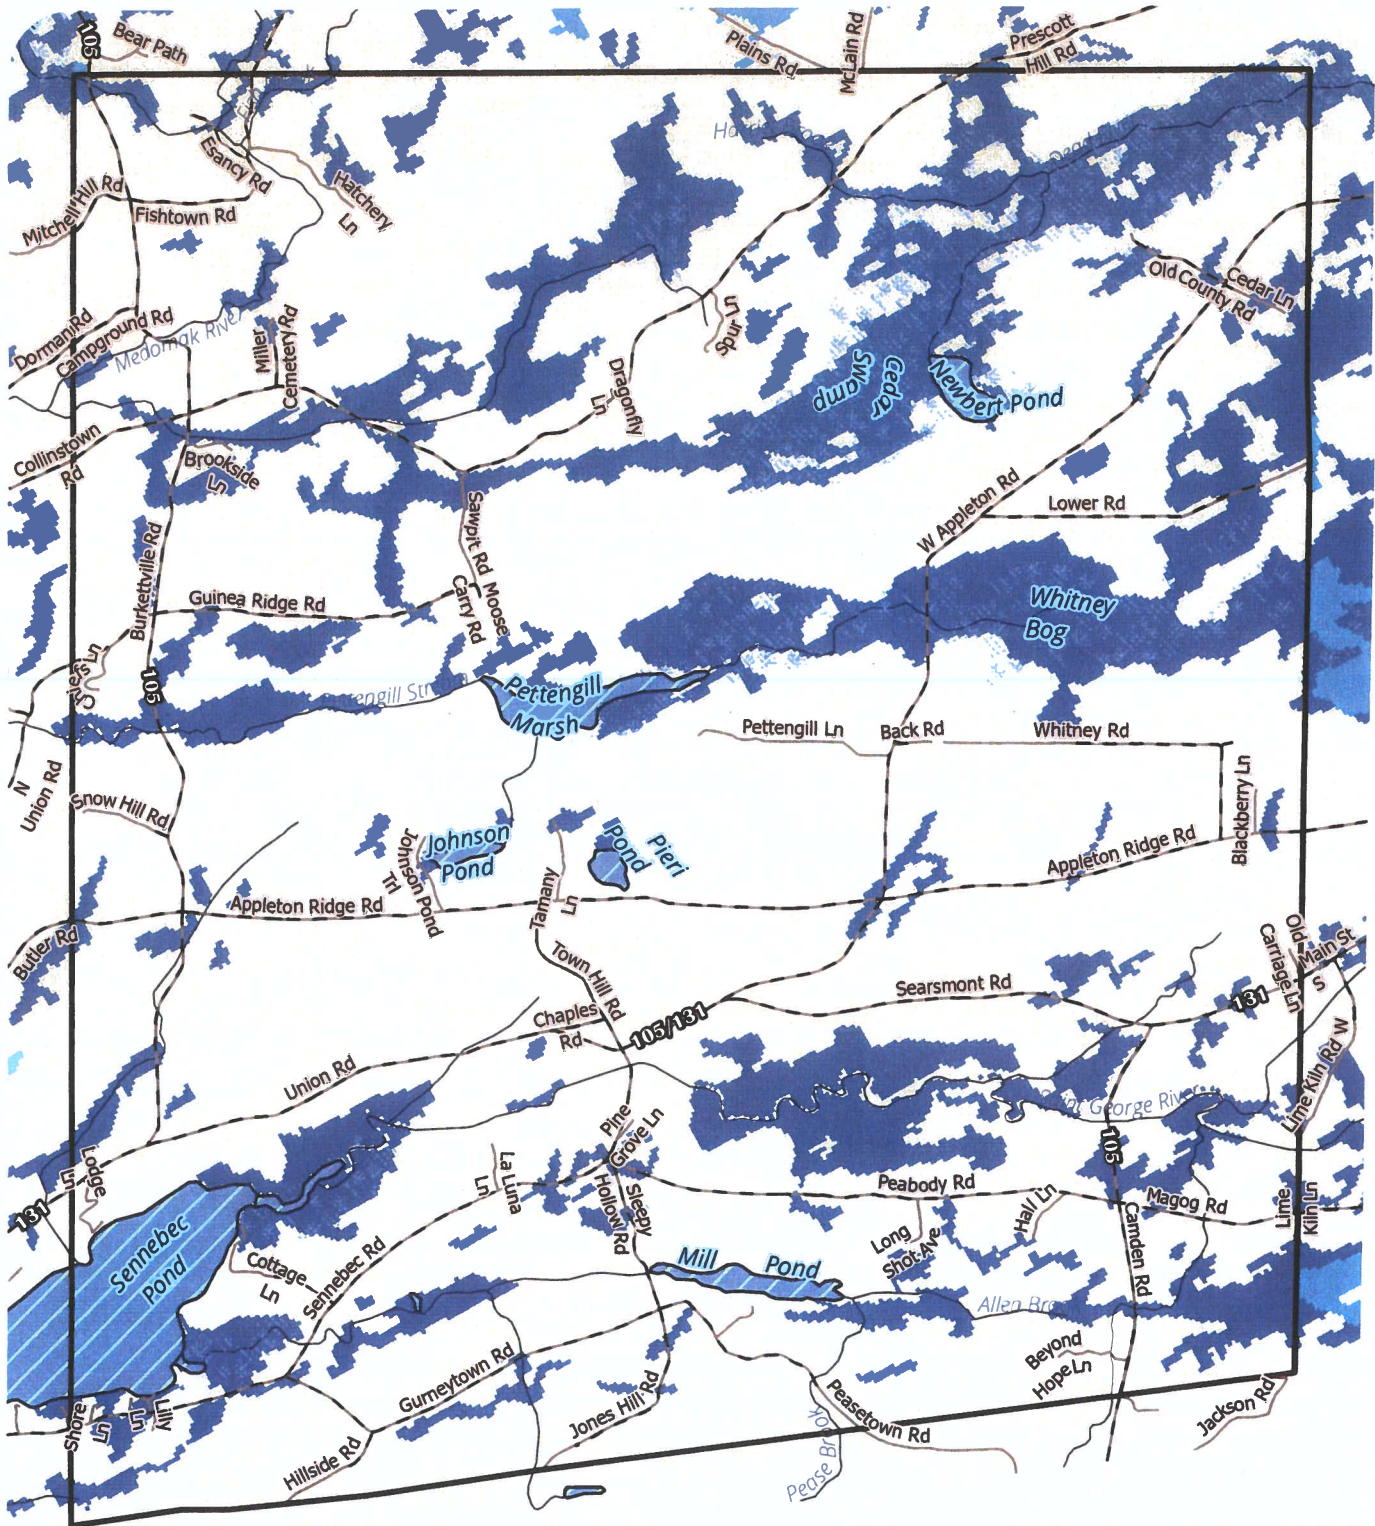 105
Bear Path
Plains Rd
McLain Rd
Prescott
Hill Rd
Esancy Rd
Hatchery
Ln
Mitchell Hill Rd
Fishtown Rd
Old County Rd
Cedar Ln
Dorman Rd
Campground Rd
Medomak River
Miller
Cemetery Rd
Spur Ln
Dragonfly
Ln
Cedar
Swamp
Newbert Pond
Collinstown
Rd
Brookside
Ln
Sawpit Rd
W Appleton Rd
Lower Rd
Burkettville Rd
Guinea Ridge Rd
Moose
Carry Rd
Whitney
Bog
Chiefs Ln
105
Pettengill
Marsh
Pettengill Ln
Back Rd
Whitney Rd
N
Union Rd
Snow Hill Rd
Johnson
Pond
Johnson Pond
Trl
Pieri
Pond
Blackberry Ln
Appleton Ridge Rd
Appleton Ridge Rd
Tamany
Ln
Butler Rd
Town Hill Rd
Searsmont Rd
Old
Carriage Ln
Main St
S
131
Chaples
Rd
105/131
Union Rd
Lime Kiln Rd W
George River
Pine
Grove Ln
105
Lodge
Ln
131
La Luna
Ln
Sleepy
Hollow Rd
Peabody Rd
Hall Ln
Magog Rd
Lime
Kiln Ln
Camden Rd
Long
Shot Ave
Sennebec
Pond
Cottage
Ln
Sennebec Rd
Mill Pond
Allen
Beyond
Hope Ln
Gurneytown Rd
Jones Hill Rd
Peasetown Rd
Jackson Rd
Shore
Ln
Lilly
Ln
Hillside Rd
Pease Brook